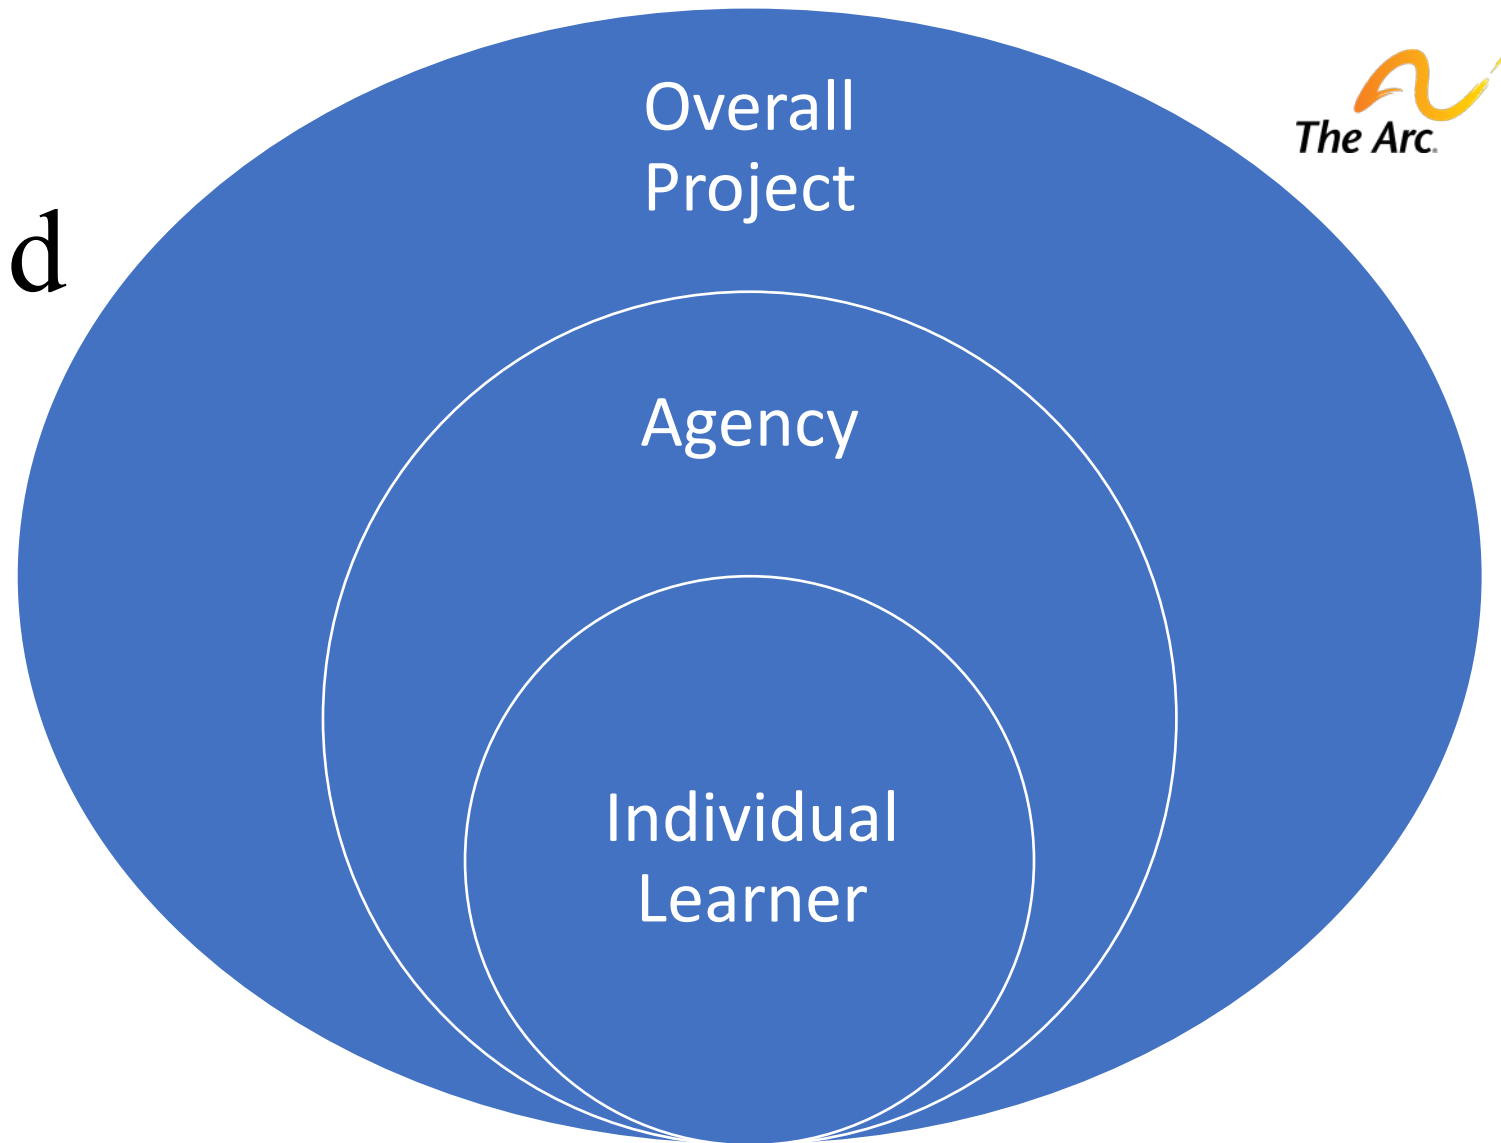 Overall
Project
The Arc
d
Agency
Individual
Learner